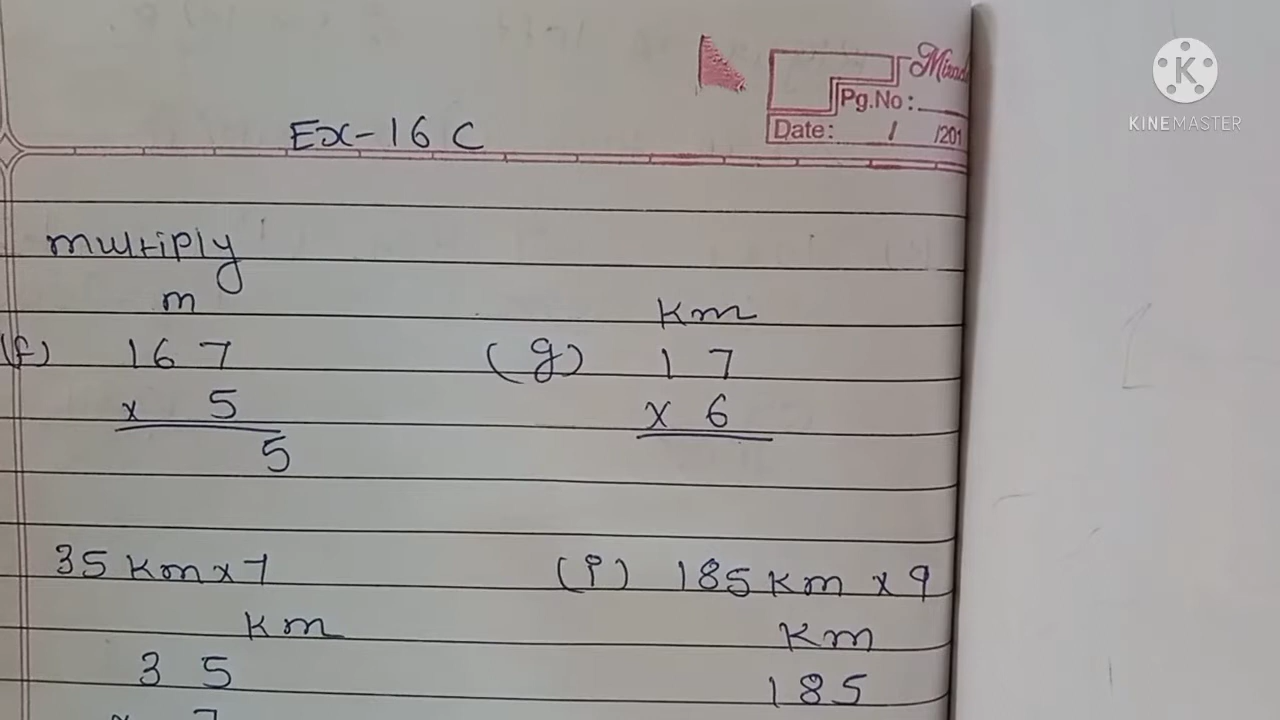 Pg.No:
Date: / /201
KINEMASTER
Ex-16 C
multiply
m
Km
(f) 167
(g) 17
x 5
x 6
5
35 Km x 7
(i) 185 Km x 9
Km
Km
35
185
x 7